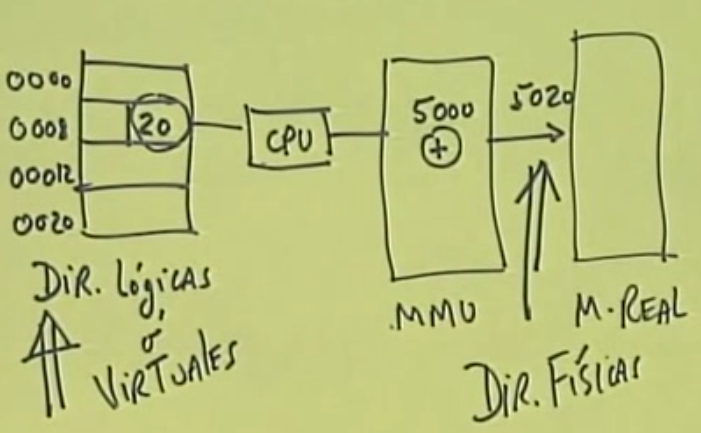 0000
0008
20
00012
0020
CPU
5000
+
5020
DiR. lógicas
ó
ViRTUAlES
.MMU
M.REAL
DiR. Físicas